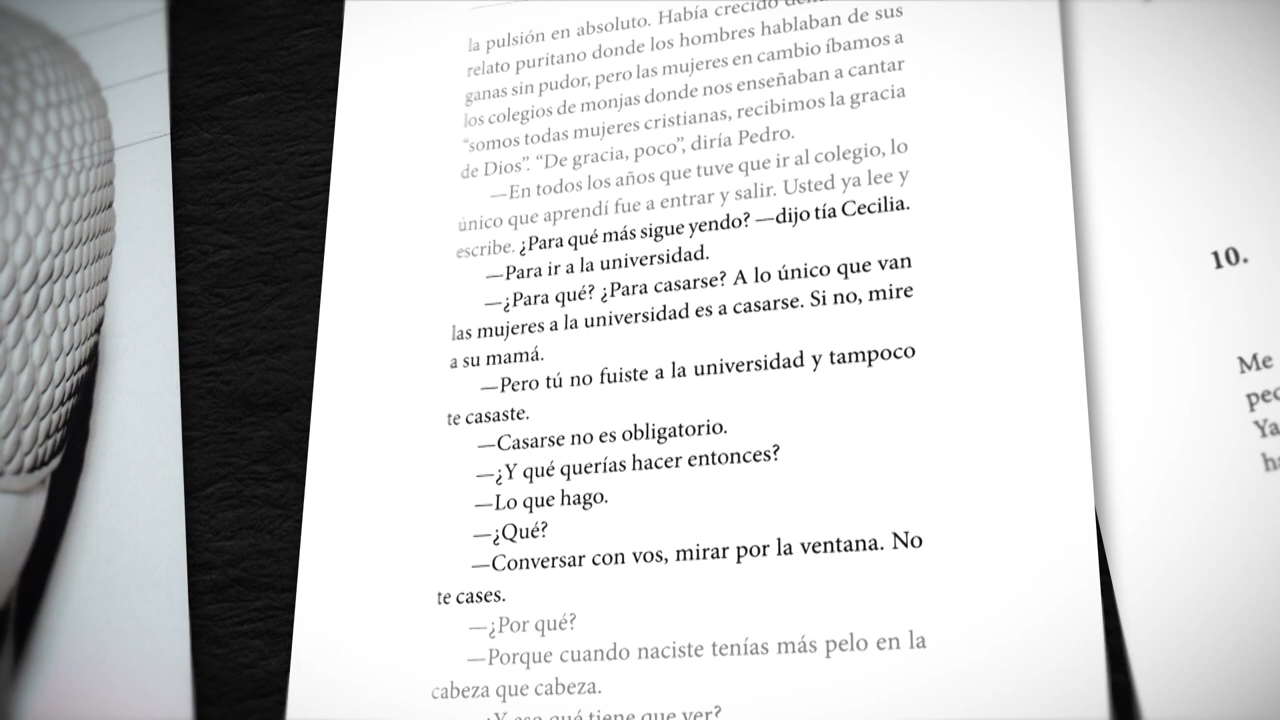 la pulsión en absoluto. Había crecido
relato puritano donde los hombres hablaban de sus
ganas sin pudor, pero las mujeres en cambio íbamos a
los colegios de monjas donde nos enseñaban a cantar
“somos todas mujeres cristianas, recibimos la gracia
de Dios”. “De gracia, poco”, diría Pedro.
—En todos los años que tuve que ir al colegio, lo
único que aprendí fue a entrar y salir. Usted ya lee y
escribe. ¿Para qué más sigue yendo? —dijo tía Cecilia.
—Para ir a la universidad.
—¿Para qué? ¿Para casarse? A lo único que van
las mujeres a la universidad es a casarse. Si no, mire
a su mamá.
—Pero tú no fuiste a la universidad y tampoco
te casaste.
—Casarse no es obligatorio.
—¿Y qué querías hacer entonces?
—Lo que hago.
—¿Qué?
—Conversar con vos, mirar por la ventana. No
te cases.
—¿Por qué?
—Porque cuando naciste tenías más pelo en la
cabeza que cabeza.
¿Y eso qué tiene que ver?
10.
Me
Ya